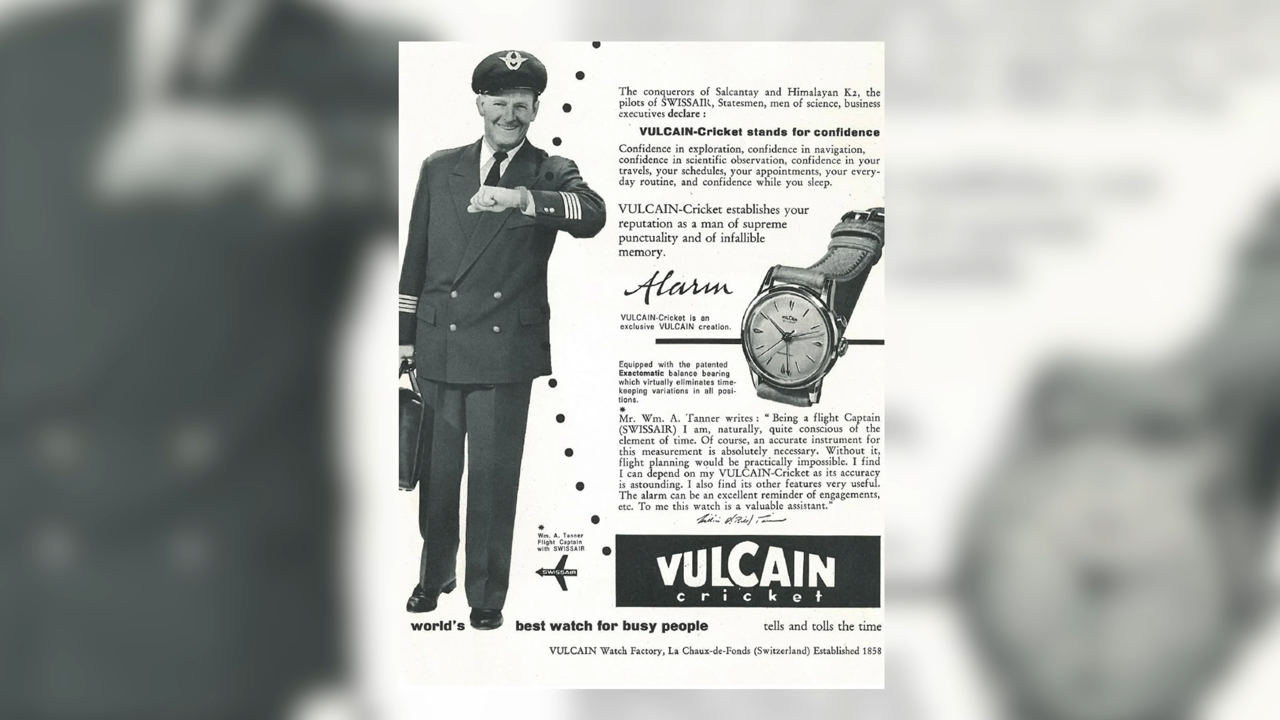 The conquerors of Salcantay and Himalayan K2, the
pilots of SWISSAIR, Statesmen, men of science, business
executives declare :
VULCAIN-Cricket stands for confidence
Confidence in exploration, confidence in navigation,
confidence in scientific observation, confidence in your
travels, your schedules, your appointments, your every-
day routine, and confidence while you sleep.
VULCAIN-Cricket establishes your
reputation as a man of supreme
punctuality and of infallible
memory.
Alarm
VULCAIN-Cricket is an
exclusive VULCAIN creation.
VULCAIN
Equipped with the patented
Exactomatic balance bearing
which virtually eliminates time-
keeping variations in all posi-
tions.
*
Mr. Wm. A. Tanner writes : “ Being a flight Captain
(SWISSAIR) I am, naturally, quite conscious of the
element of time. Of course, an accurate instrument for
this measurement is absolutely necessary. Without it,
flight planning would be practically impossible. I find
I can depend on my VULCAIN-Cricket as its accuracy
is astounding. I also find its other features very useful.
The alarm can be an excellent reminder of engagements,
etc. To me this watch is a valuable assistant.”
*
Wm. A. Tanner
Flight Captain
with SWISSAIR
SWISSAIR
VULCAIN
cricket
world's best watch for busy people
tells and tolls the time
VULCAIN Watch Factory, La Chaux-de-Fonds (Switzerland) Established 1858